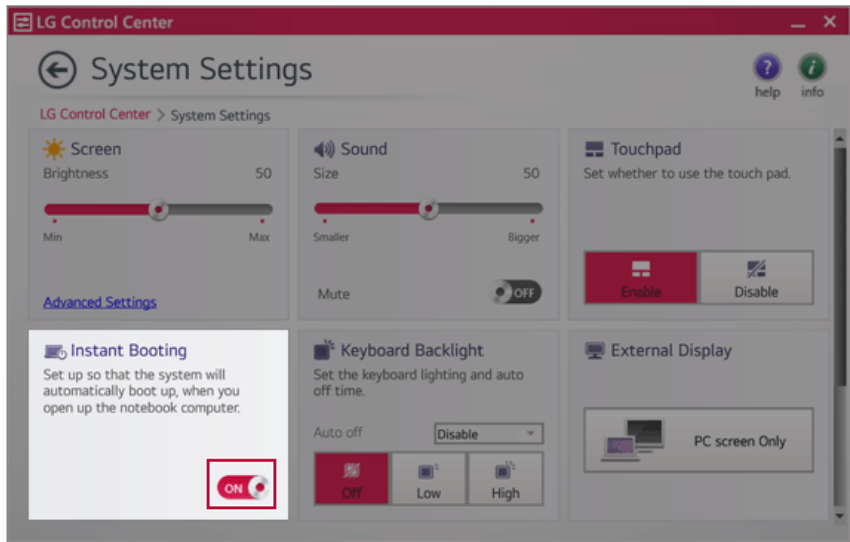 LG Control Center
System Settings
help
info
LG Control Center > System Settings
Screen
Brightness 50
Min Max
Advanced Settings
Sound
Size 50
Smaller Bigger
Mute OFF
Touchpad
Set whether to use the touch pad.
Enable Disable
Instant Booting
Set up so that the system will
automatically boot up, when you
open up the notebook computer.
ON
Keyboard Backlight
Set the keyboard lighting and auto
off time.
Auto off Disable
Off Low High
External Display
PC screen Only